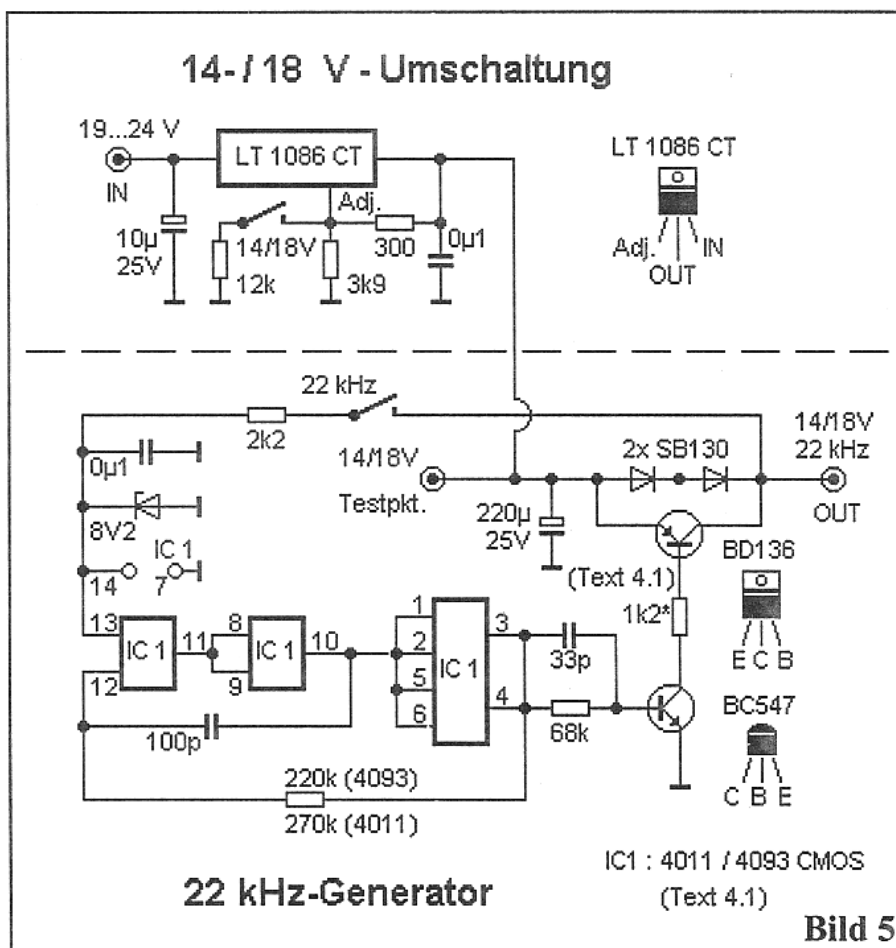 14- / 18 V - Umschaltung
19...24 V
LT 1086 CT
LT 1086 CT
IN
Adj.
10µ
25V
14/18V
300
0µ1
12k
3k9
Adj.
IN
OUT
22 kHz
2k2
14/18V
22 kHz
0µ1
14/18V
2x SB130
Testpkt.
220µ
25V
OUT
8V2
IC 1
14
7
(Text 4.1)
BD136
1k2*
13
11
8
10
1
2
5
6
3
4
IC 1
IC 1
IC 1
12
9
33p
E C B
100p
68k
BC547
220k (4093)
270k (4011)
C B E
IC1 : 4011 / 4093 CMOS
(Text 4.1)
22 kHz-Generator
Bild 5